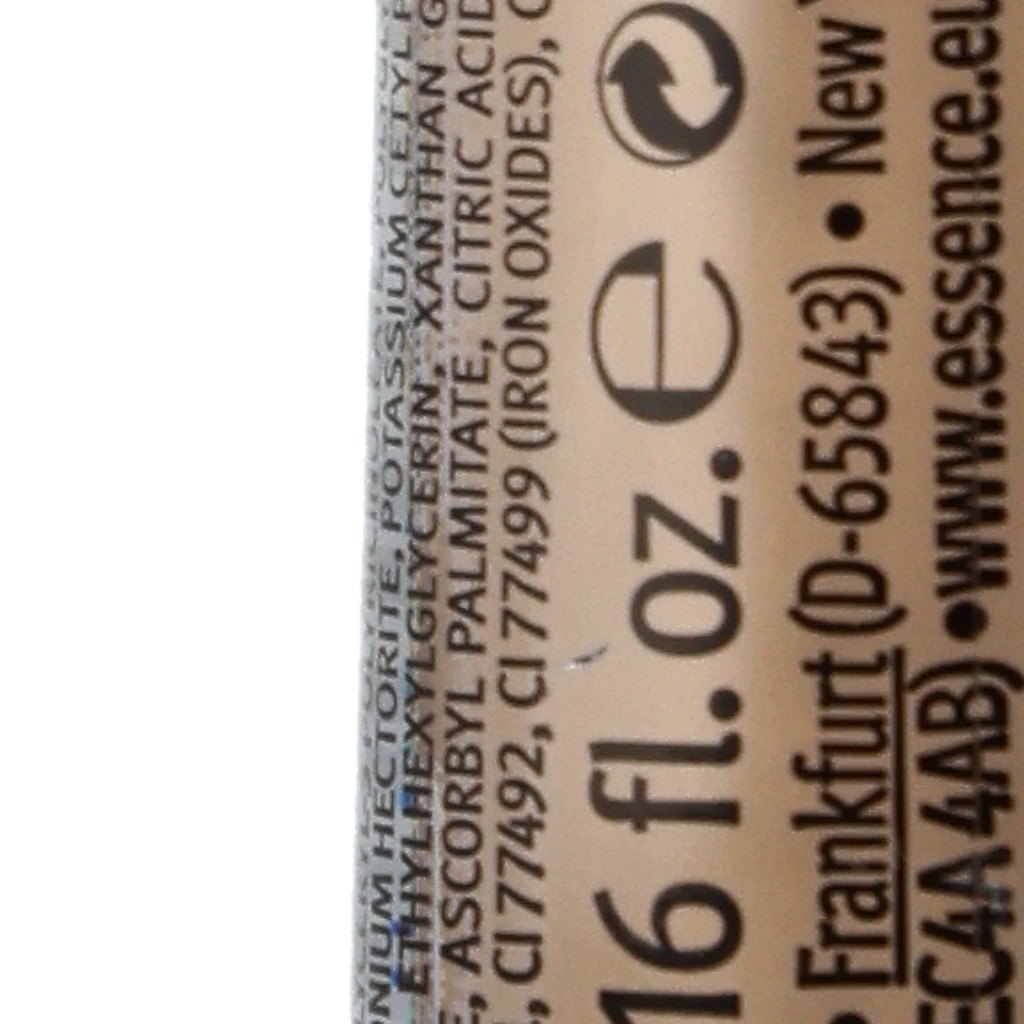 HECTORITE, POTASSIUM CETYL
ETHYLHEXYLGLYCERIN, XANTHAN G
, ASCORBYL PALMITATE, CITRIC ACID
, CI 77492, CI 77499 (IRON OXIDES), C
16 fl. oz. e
• Frankfurt (D-65843) • New
EC4A 4AB) • www.essence.eu